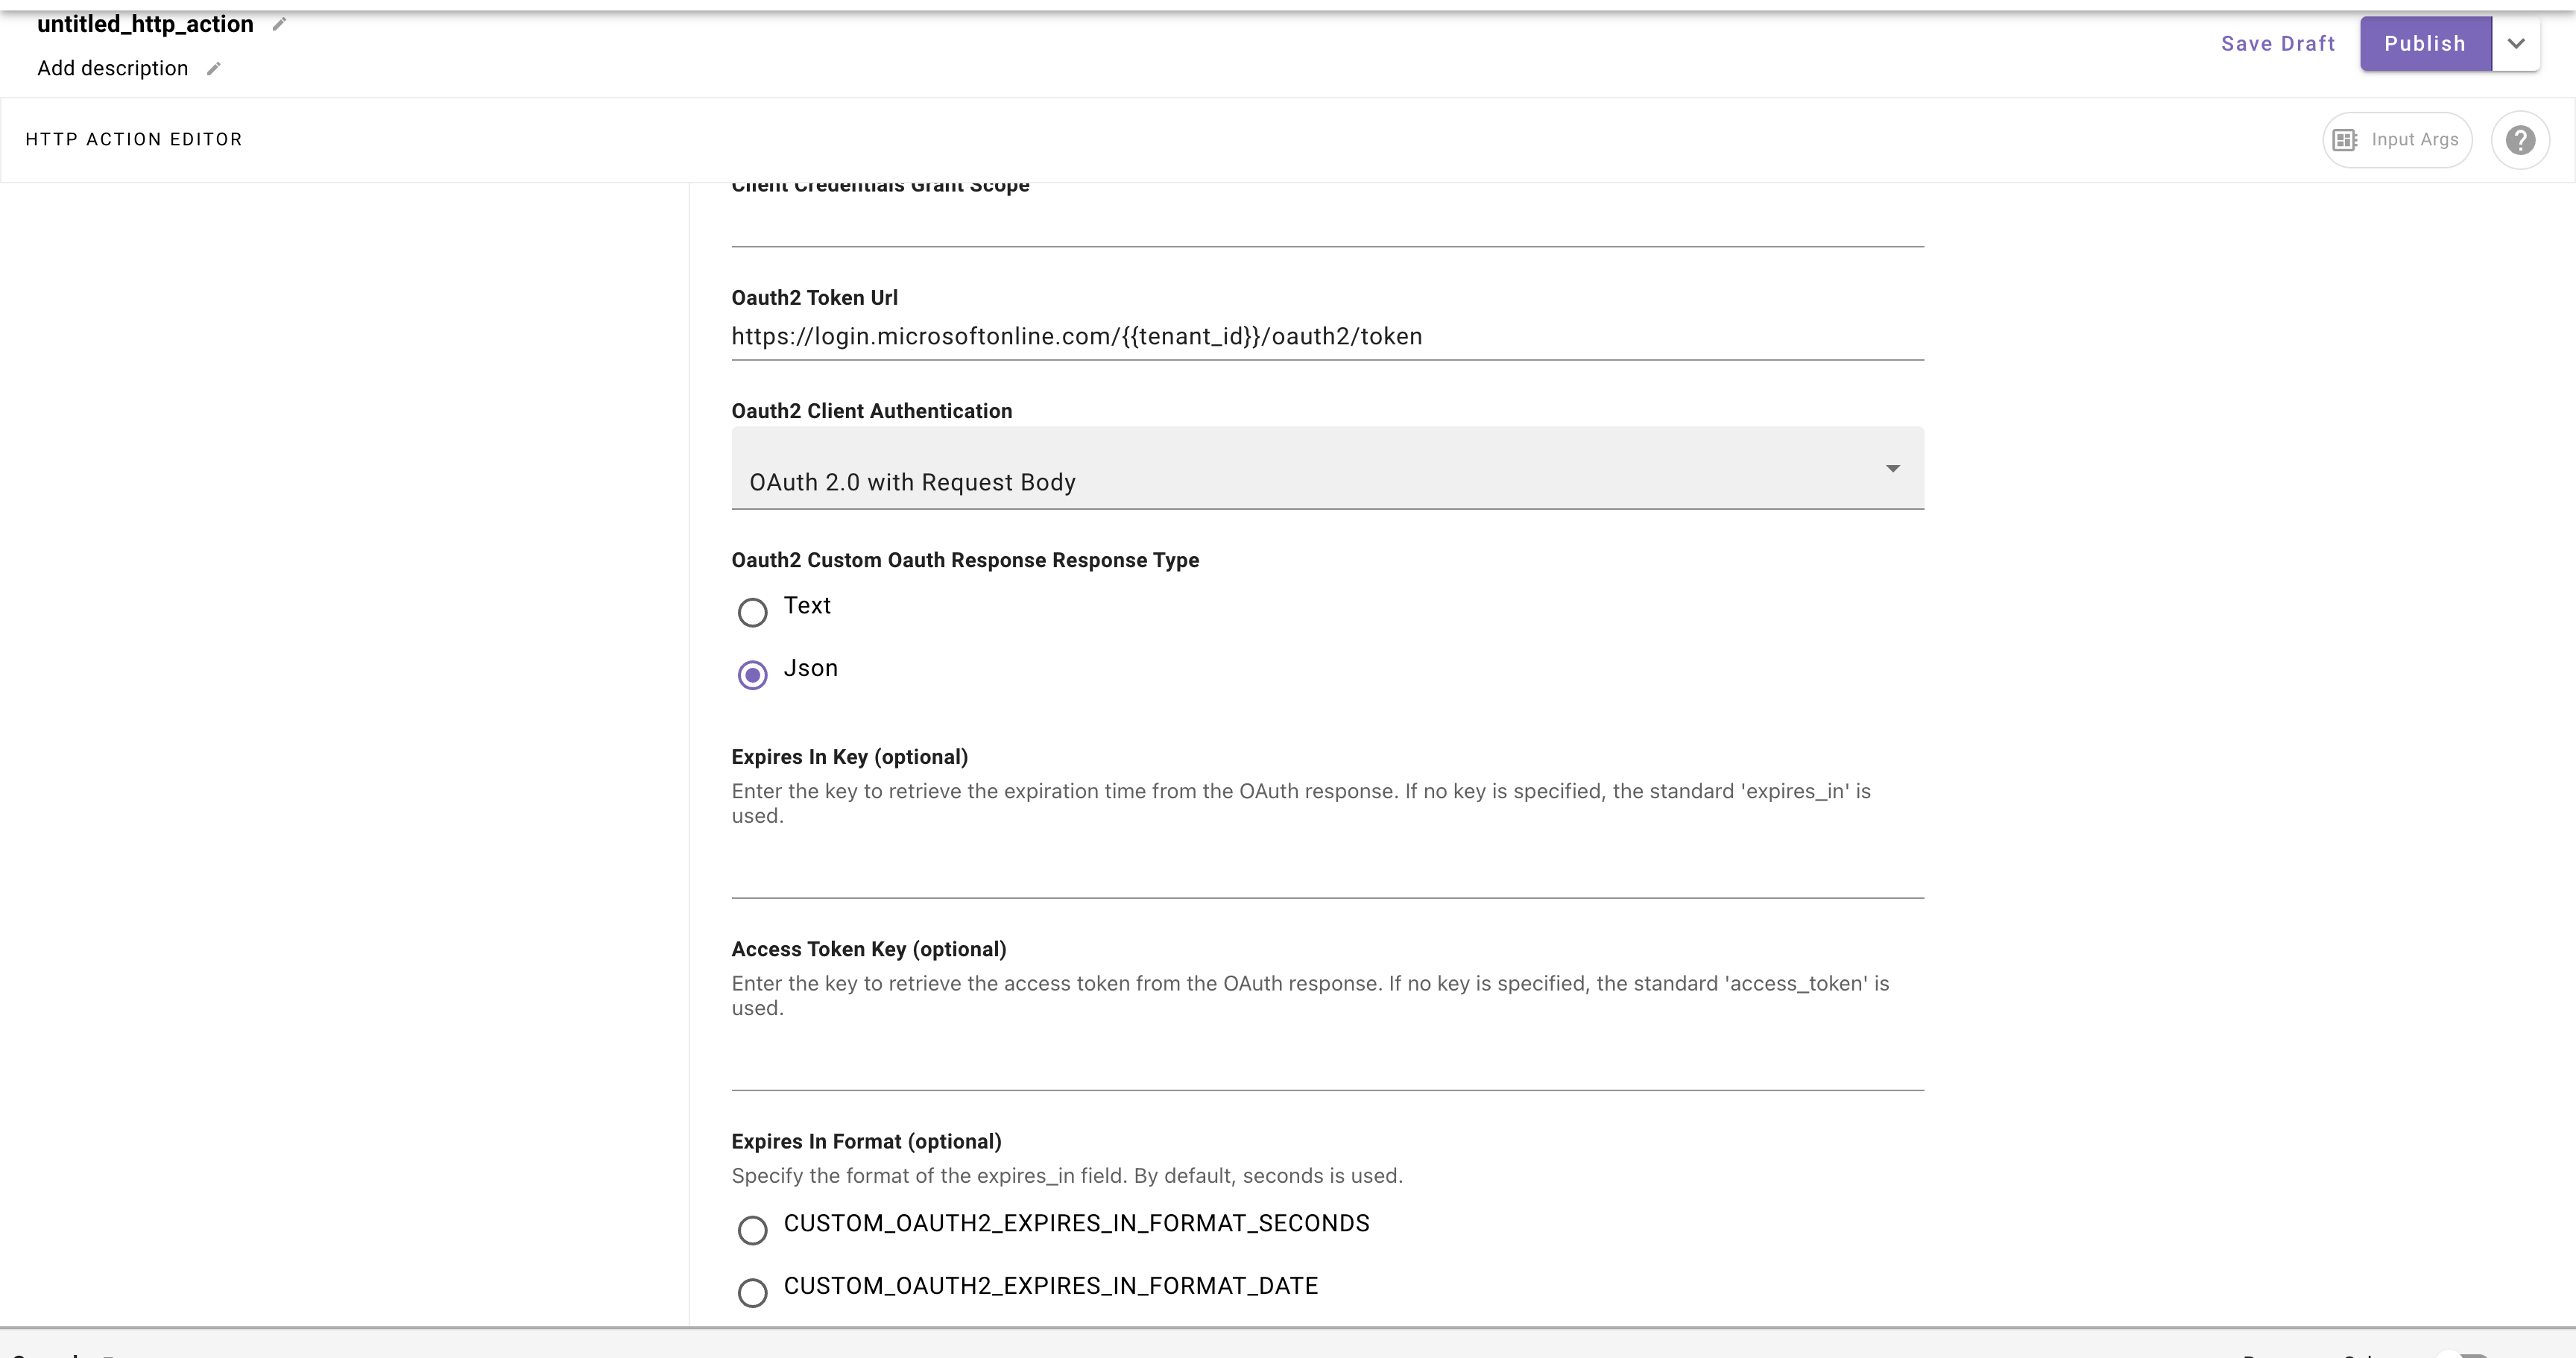 untitled_http_action
Add description
Save Draft
Publish
HTTP ACTION EDITOR
Input Args
Client Credentials Grant Scope
Oauth2 Token Url
https://login.microsoftonline.com/{{tenant_id}}/oauth2/token
Oauth2 Client Authentication
OAuth 2.0 with Request Body
Oauth2 Custom Oauth Response Response Type
Text
Json
Expires In Key (optional)
Enter the key to retrieve the expiration time from the OAuth response. If no key is specified, the standard 'expires_in' is
used.
Access Token Key (optional)
Enter the key to retrieve the access token from the OAuth response. If no key is specified, the standard 'access_token' is
used.
Expires In Format (optional)
Specify the format of the expires_in field. By default, seconds is used.
CUSTOM_OAUTH2_EXPIRES_IN_FORMAT_SECONDS
CUSTOM_OAUTH2_EXPIRES_IN_FORMAT_DATE